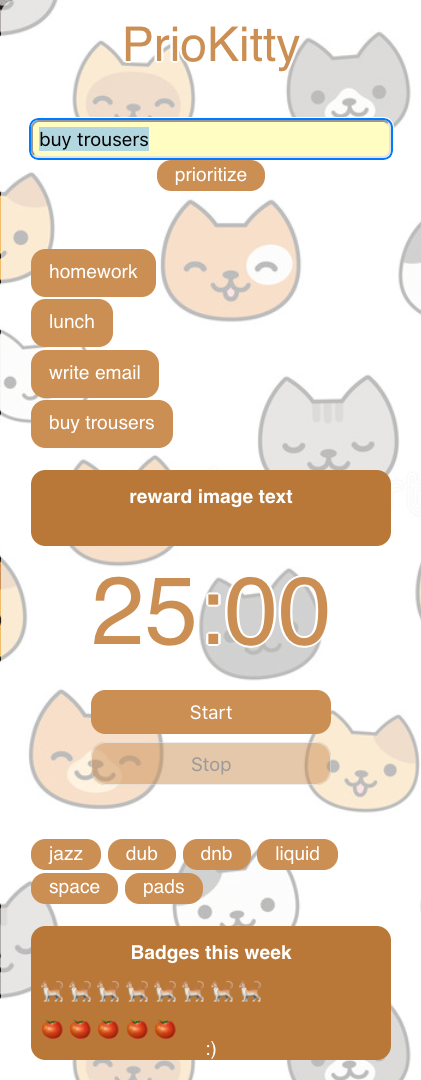 PrioKitty
buy trousers
prioritize
homework
lunch
write email
buy trousers
reward image text
25:00
Start
Stop
jazz dub dnb liquid
space pads
Badges this week
🐈🐈🐈🐈🐈🐈🐈🐈
🍅🍅🍅🍅🍅
:)